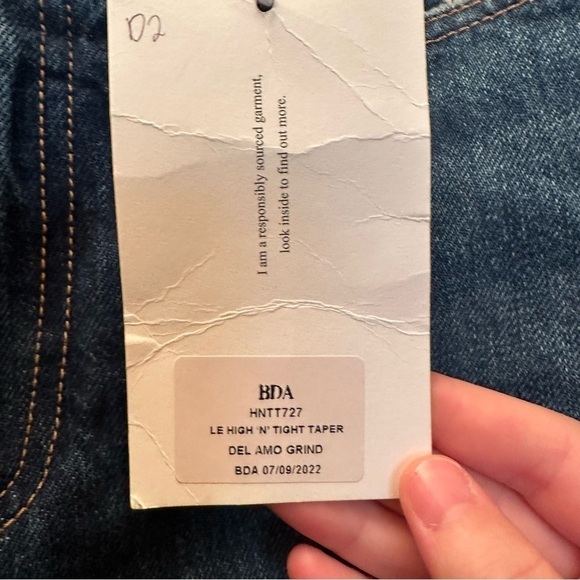 D2
I am a responsibly sourced garment,
look inside to find out more.
BDA
HNTT727
LE HIGH 'N' TIGHT TAPER
DEL AMO GRIND
BDA 07/09/2022